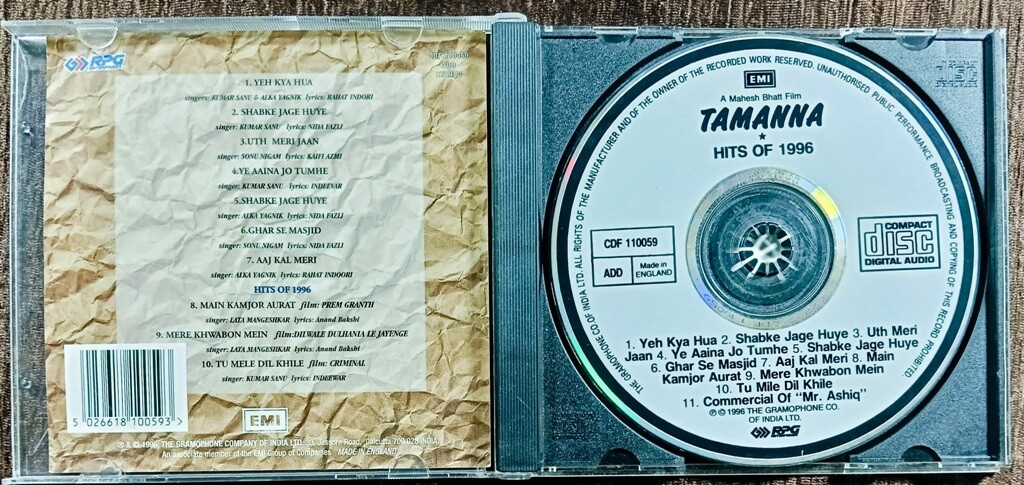 RPG
1. YEH KYA HUA
singers: KUMAR SANU & ALKA YAGNIK lyrics: RAHAT INDORI
2. SHABKE JAGE HUYE
singer: KUMAR SANU lyrics: NIDA FAZLI
3.UTH MERI JAAN
singer: SONU NIGAM lyrics: KAIFI AZMI
4.YE AAINA JO TUMHE
singer: KUMAR SANU lyrics: INDEEVAR
5.SHABKE JAGE HUYE
singer: ALKA YAGNIK lyrics: NIDA FAZLI
6.GHAR SE MASJID
singer: SONU NIGAM lyrics: NIDA FAZLI
7. AAJ KAL MERI
singer: ALKA YAGNIK lyrics: RAHAT INDOORI
HITS OF 1996
8. MAIN KAMJOR AURAT film: PREM GRANTH
singer: LATA MANGESHKAR lyrics: Anand Bakshi
9. MERE KHWABON MEIN film:DILWALE DULHANIA LE JAYENGE
singer: LATA MANGESHKAR lyrics: Anand Bakshi
10. TU MELE DIL KHILE film: CRIMINAL
singer: KUMAR SANU lyrics: INDEEWAR
5 026618 100593 >
EMI
℗ & © 1996, THE GRAMOPHONE COMPANY OF INDIA LTD., 33, Jessore Road, Calcutta 700 028 INDIA.
An associate member of the EMI Group of Companies MADE IN ENGLAND
THE GRAMOPHONE CO. OF INDIA LTD. ALL RIGHTS OF THE MANUFACTURER AND OF THE OWNER OF THE RECORDED WORK RESERVED. UNAUTHORISED PUBLIC PERFORMANCE BROADCASTING AND COPYING OF THIS RECORD PROHIBITED.
EMI
A Mahesh Bhatt Film
TAMANNA
HITS OF 1996
CDF 110059
ADD
Made in
ENGLAND
COMPACT
disc
DIGITAL AUDIO
1. Yeh Kya Hua 2. Shabke Jage Huye 3. Uth Meri
Jaan 4. Ye Aaina Jo Tumhe 5. Shabke Jage Huye
6. Ghar Se Masjid 7. Aaj Kal Meri 8. Main
Kamjor Aurat 9. Mere Khwabon Mein
10. Tu Mile Dil Khile
11. Commercial Of "Mr. Ashiq"
℗ © 1996 THE GRAMOPHONE CO.
OF INDIA LTD.
RPG